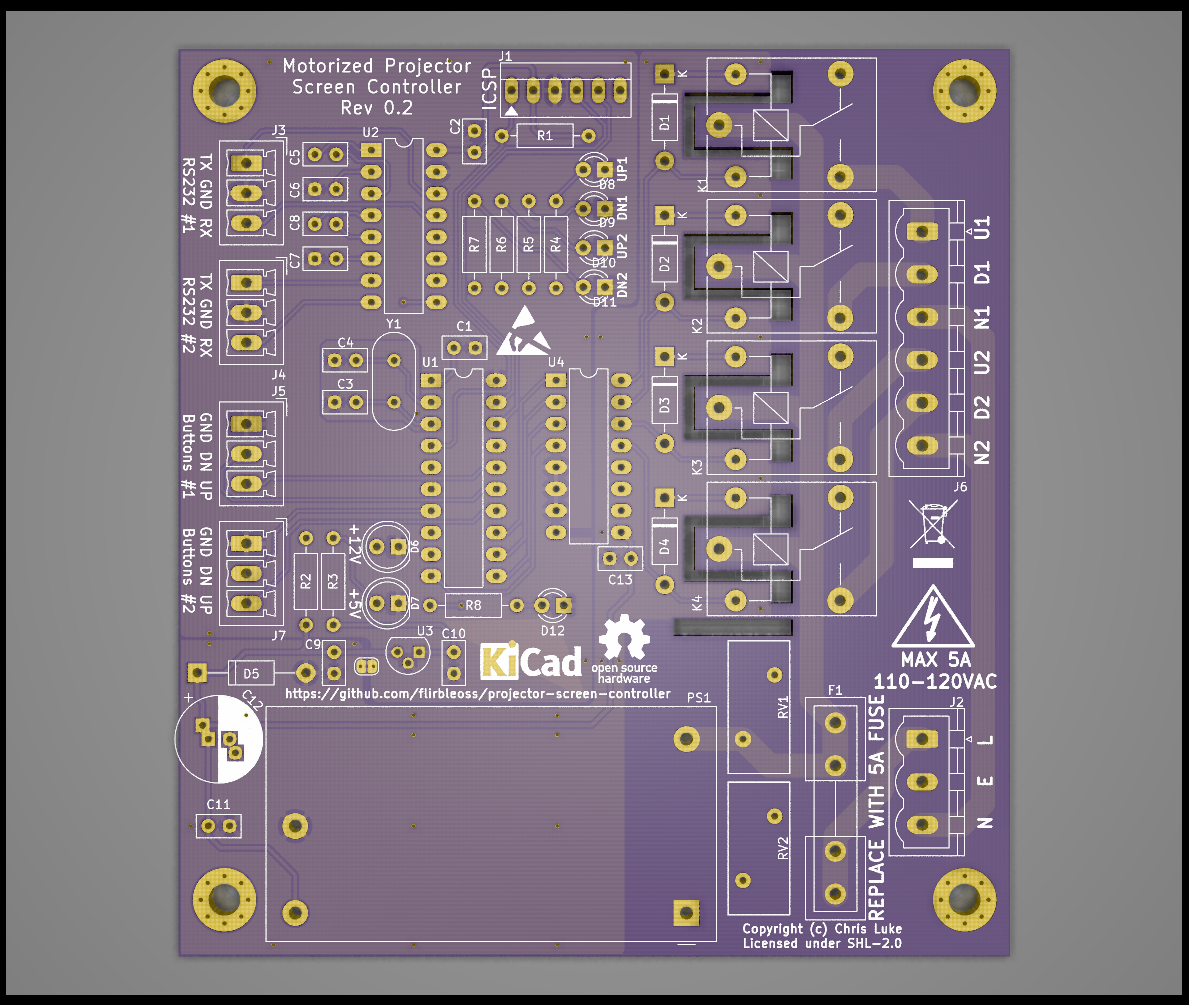 Motorized Projector
Screen Controller
Rev 0.2
J1
ICSP
C2
R1
J3
TX GND RX
RS232 #1
C5
C6
C8
C7
U2
R7
R6
R5
R4
UP1
D8
DN1
D9
UP2
D10
DN2
D11
K
D1
K1
K
D2
K2
K
D3
K3
K
D4
K4
U1
D1
N1
U2
D2
N2
J6
TX GND RX
RS232 #2
J4
Y1
C4
C3
C1
U1
U4
J5
GND DN UP
Buttons #1
GND DN UP
Buttons #2
J7
R2
R3
+12V
D6
+5V
D7
R8
D12
C13
C9
U3
C10
KiCad
open source
hardware
MAX 5A
110-120VAC
D5
https://github.com/flirbleoss/projector-screen-controller
+
C12
C11
PS1
RV1
RV2
F1
REPLACE WITH 5A FUSE
J2
L
E
N
Copyright (c) Chris Luke
Licensed under SHL-2.0